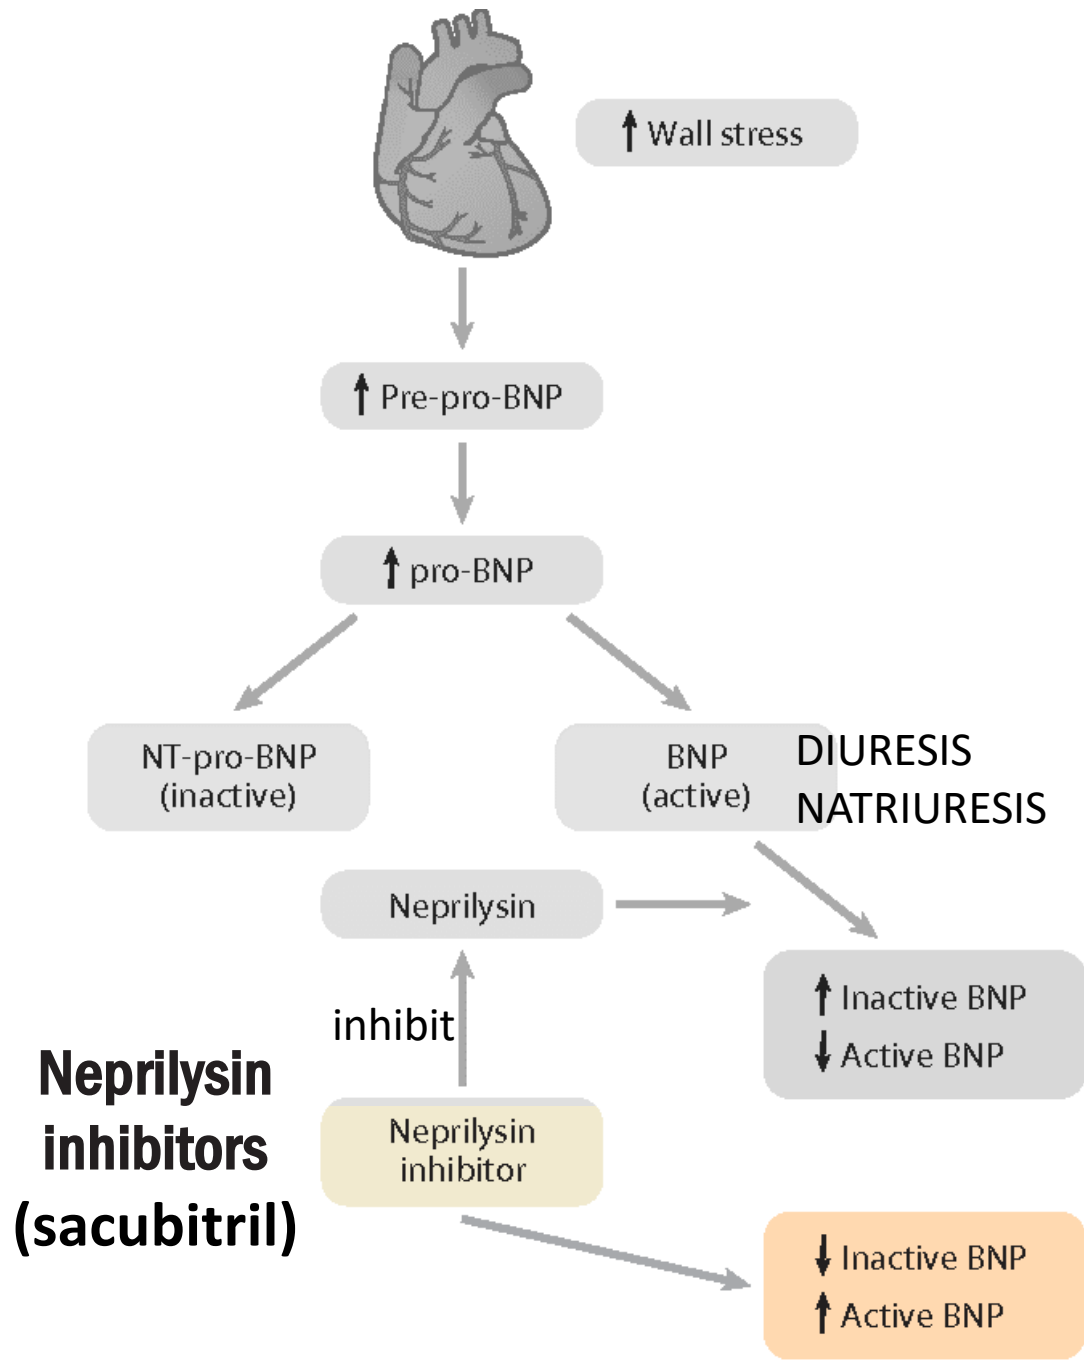 ↑ Wall stress
↑ Pre-pro-BNP
↑ pro-BNP
NT-pro-BNP
(inactive)
BNP
(active)
DIURESIS
NATRIURESIS
Neprilysin
↑ Inactive BNP
↓ Active BNP
inhibit
Neprilysin
inhibitors
(sacubitril)
Neprilysin
inhibitor
↓ Inactive BNP
↑ Active BNP